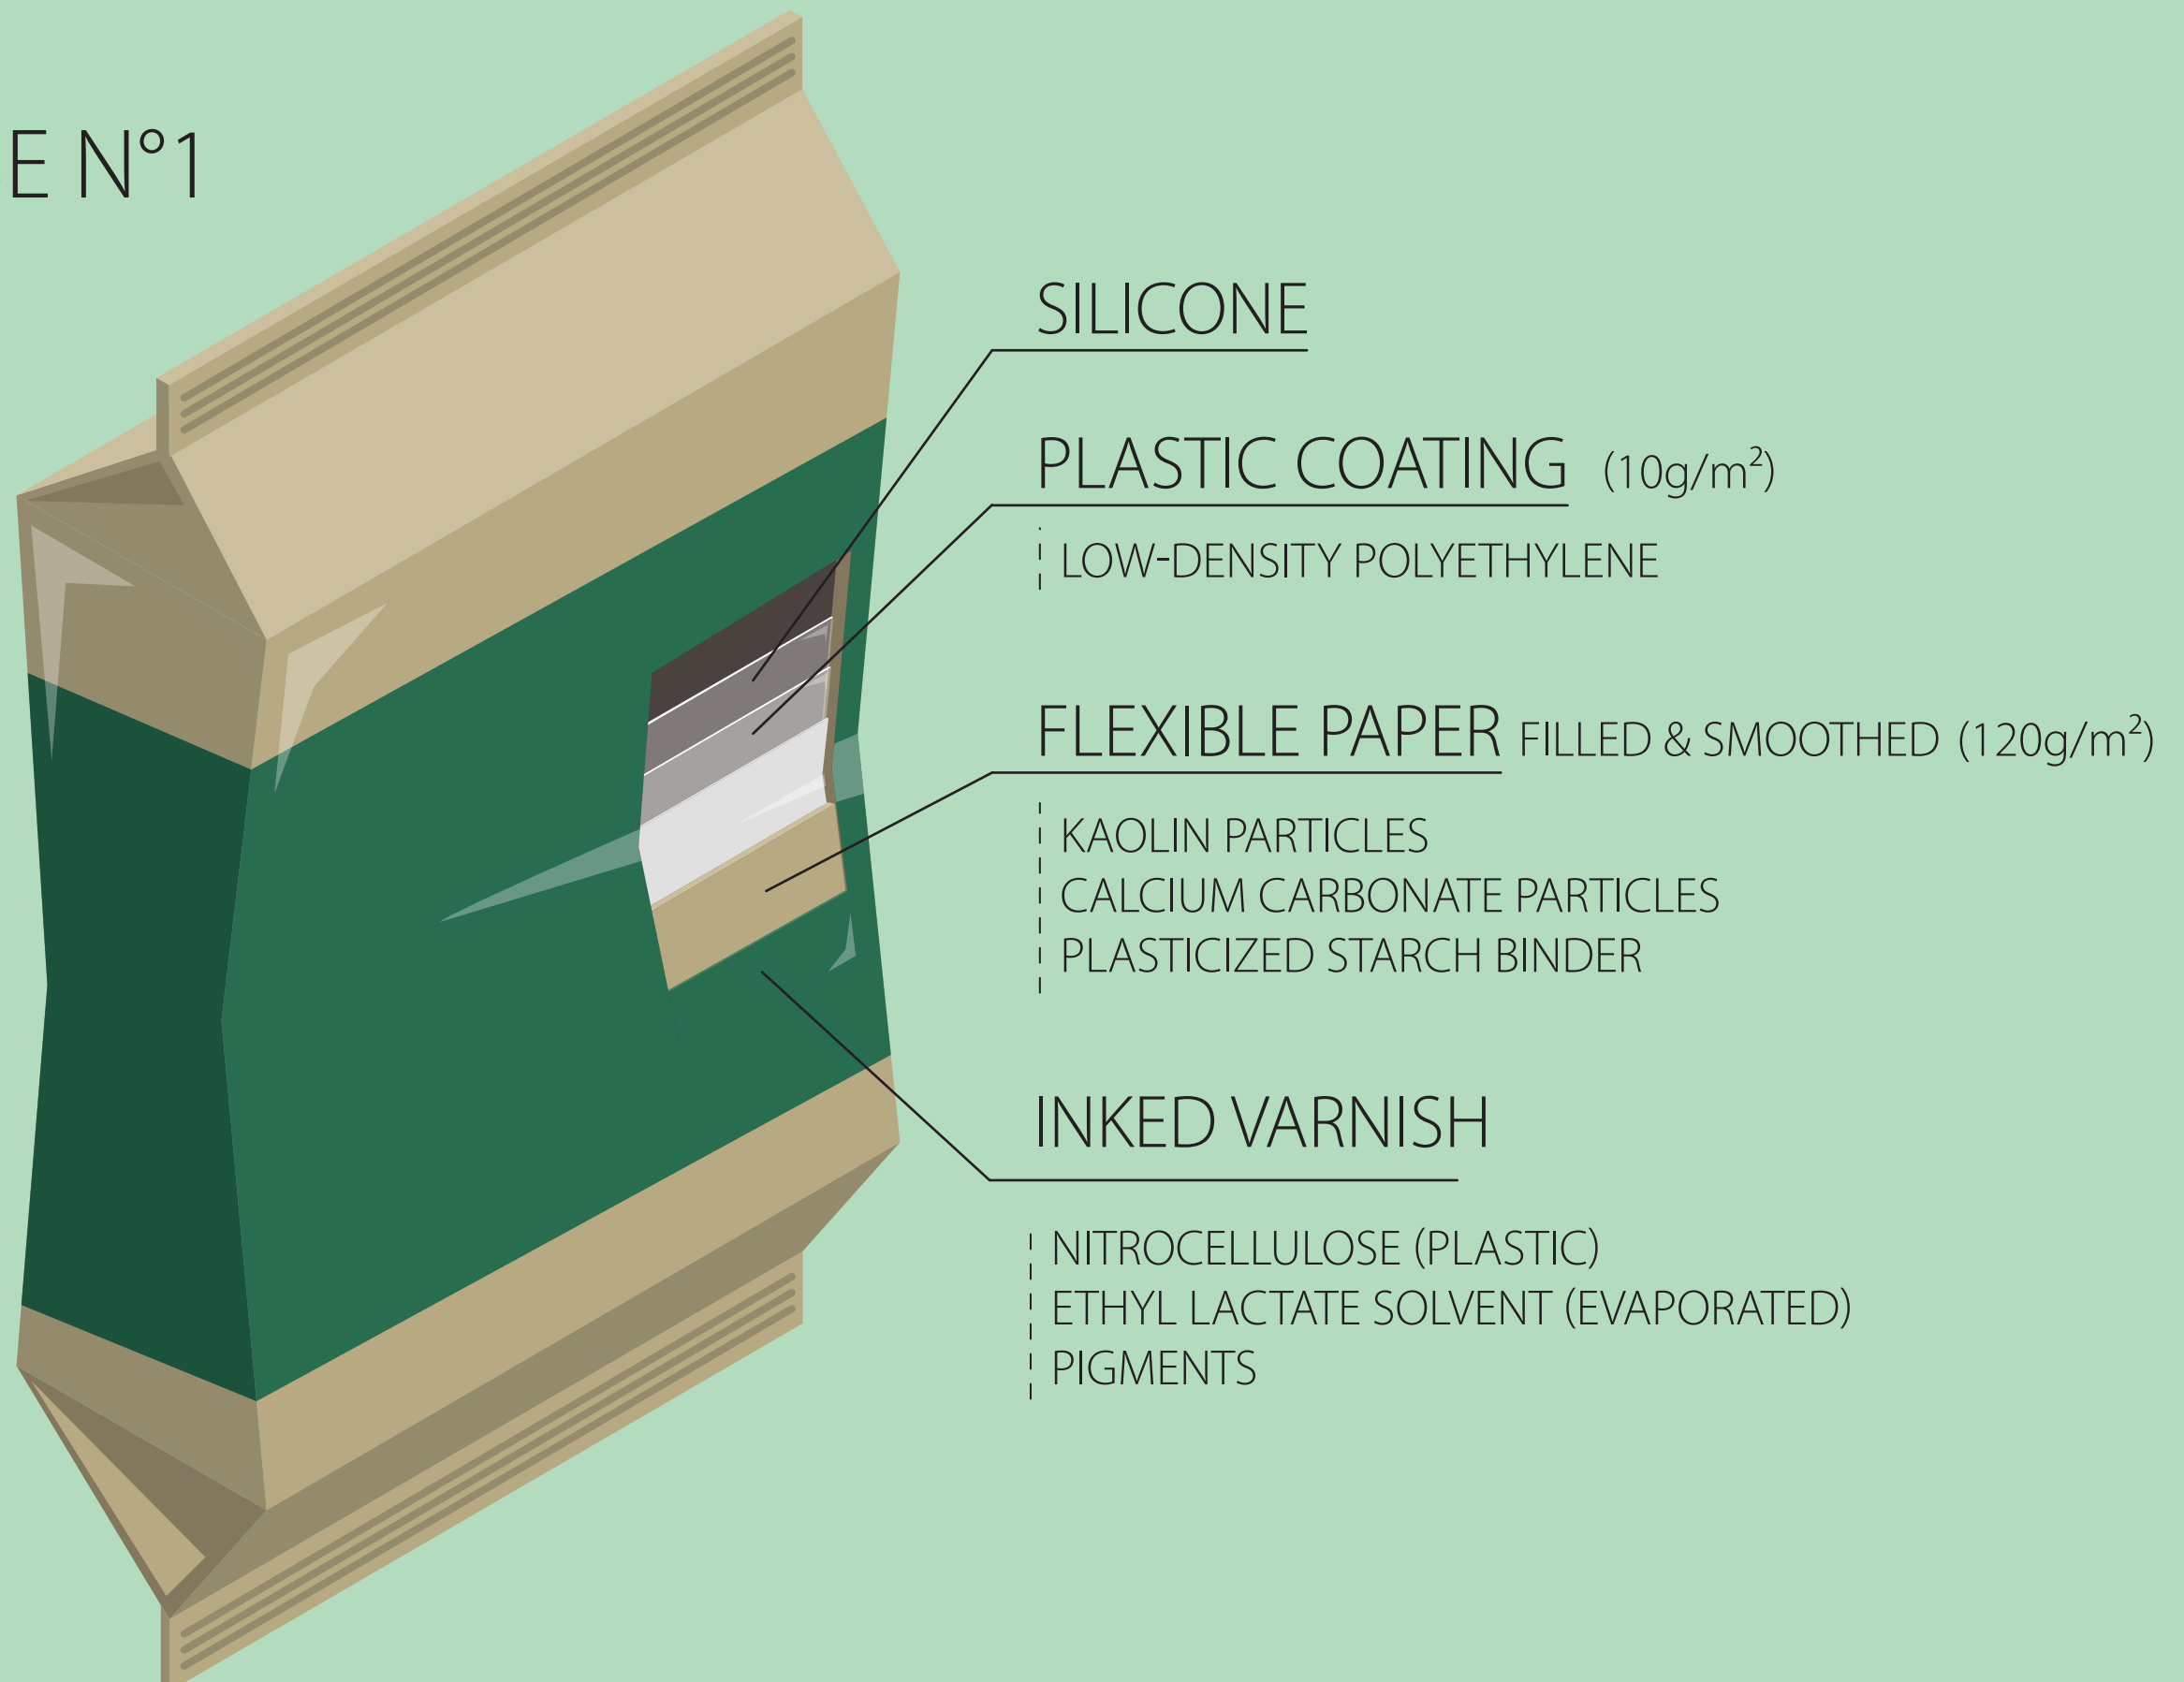 E N°1
SILICONE
PLASTIC COATING (10g/m²)
LOW-DENSITY POLYETHYLENE
FLEXIBLE PAPER FILLED & SMOOTHED (120g/m²)
KAOLIN PARTICLES
CALCIUM CARBONATE PARTICLES
PLASTICIZED STARCH BINDER
INKED VARNISH
NITROCELLULOSE (PLASTIC)
ETHYL LACTATE SOLVENT (EVAPORATED)
PIGMENTS